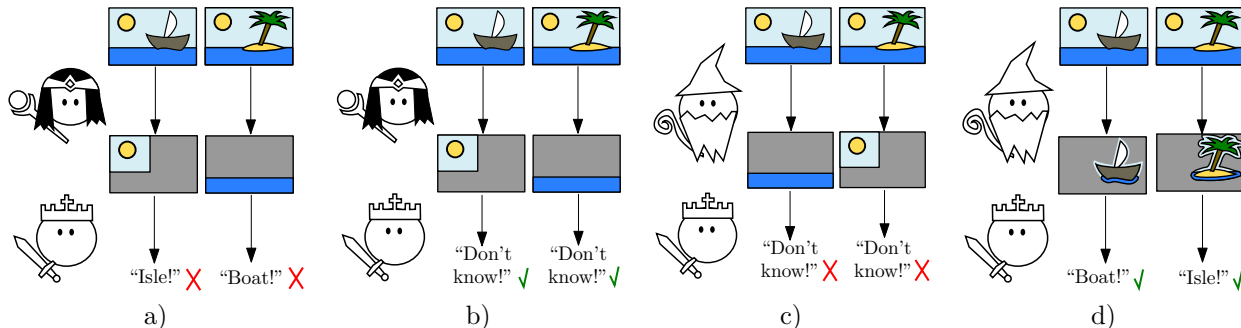 “Isle!” “Boat!”
a)
“Don’t know!” “Don’t know!”
b)
“Don’t know!” “Don’t know!”
c)
“Boat!” “Isle!”
d)